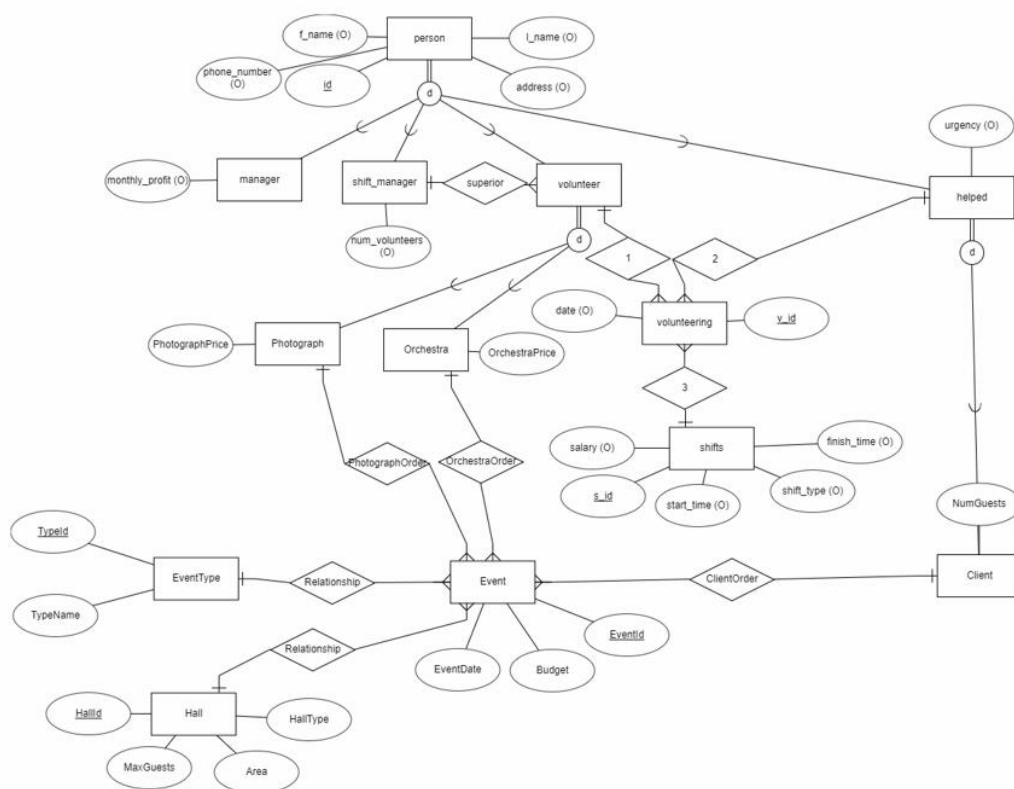 f_name (O)
person
l_name (O)
phone_number
(O)
id
address (O)
d
urgency (O)
monthly_profit (O)
manager
shift_manager
superior
volunteer
helped
num_volunteers
(O)
d
d
1
2
date (O)
volunteering
v_id
PhotographPrice
Photograph
Orchestra
OrchestraPrice
3
salary (O)
shifts
finish_time (O)
s_id
start_time (O)
shift_type (O)
PhotographOrder
OrchestraOrder
NumGuests
TypeId
EventType
Relationship
Event
ClientOrder
Client
TypeName
EventId
Relationship
EventDate
Budget
HallId
Hall
HallType
MaxGuests
Area